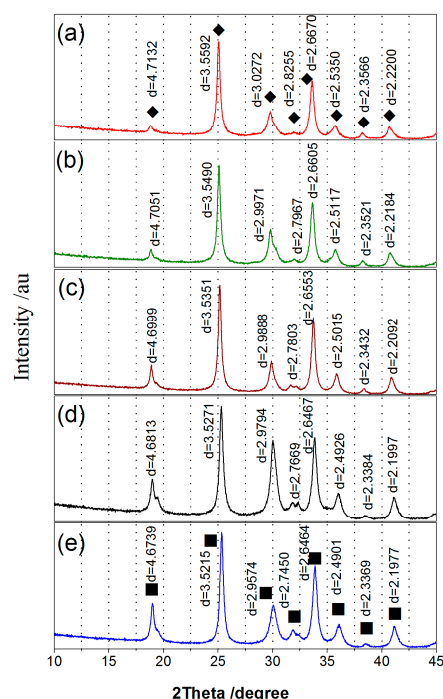 (a)
d=4.7132
d=3.5592
d=3.0272
d=2.8255
d=2.6670
d=2.5350
d=2.3566
d=2.2200
(b)
d=4.7051
d=3.5490
d=2.9971
d=2.7967
d=2.6605
d=2.5117
d=2.3521
d=2.2184
(c)
d=4.6999
d=3.5351
d=2.9888
d=2.7803
d=2.6553
d=2.5015
d=2.3432
d=2.2092
(d)
d=4.6813
d=3.5271
d=2.9794
d=2.7669
d=2.6467
d=2.4926
d=2.3384
d=2.1997
(e)
d=4.6739
d=3.5215
d=2.9574
d=2.7450
d=2.6464
d=2.4901
d=2.3369
d=2.1977
Intensity /au
10 15 20 25 30 35 40 45
2Theta /degree